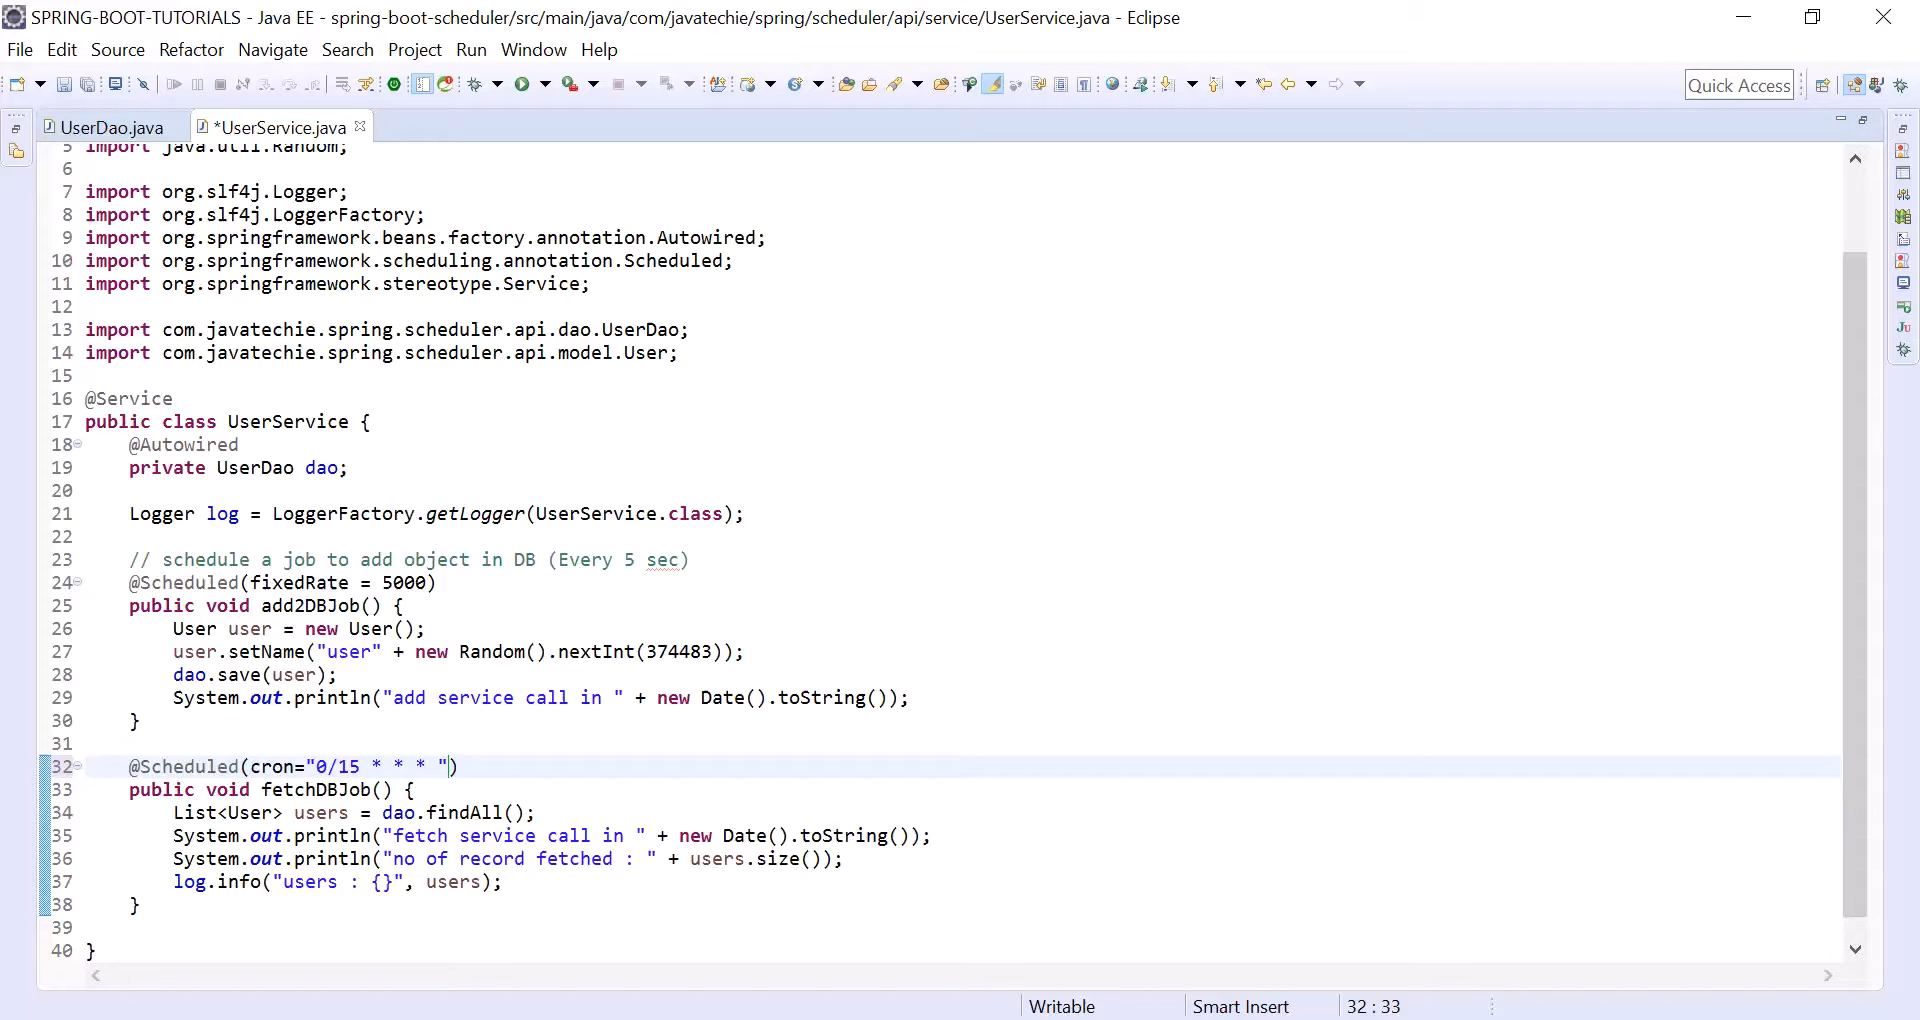 SPRING-BOOT-TUTORIALS - Java EE - spring-boot-scheduler/src/main/java/com/javatechie/spring/scheduler/api/service/UserService.java - Eclipse
File Edit Source Refactor Navigate Search Project Run Window Help
Quick Access
UserDao.java *UserService.java
5 import java.util.Random;
6
7 import org.slf4j.Logger;
8 import org.slf4j.LoggerFactory;
9 import org.springframework.beans.factory.annotation.Autowired;
10 import org.springframework.scheduling.annotation.Scheduled;
11 import org.springframework.stereotype.Service;
12
13 import com.javatechie.spring.scheduler.api.dao.UserDao;
14 import com.javatechie.spring.scheduler.api.model.User;
15
16 @Service
17 public class UserService {
18 @Autowired
19 private UserDao dao;
20
21 Logger log = LoggerFactory.getLogger(UserService.class);
22
23 // schedule a job to add object in DB (Every 5 sec)
24 @Scheduled(fixedRate = 5000)
25 public void add2DBJob() {
26 User user = new User();
27 user.setName("user" + new Random().nextInt(374483));
28 dao.save(user);
29 System.out.println("add service call in " + new Date().toString());
30 }
31
32 @Scheduled(cron="0/15 * * * ")
33 public void fetchDBJob() {
34 List<User> users = dao.findAll();
35 System.out.println("fetch service call in " + new Date().toString());
36 System.out.println("no of record fetched : " + users.size());
37 log.info("users : {}", users);
38 }
39
40 }
Writable Smart Insert 32 : 33